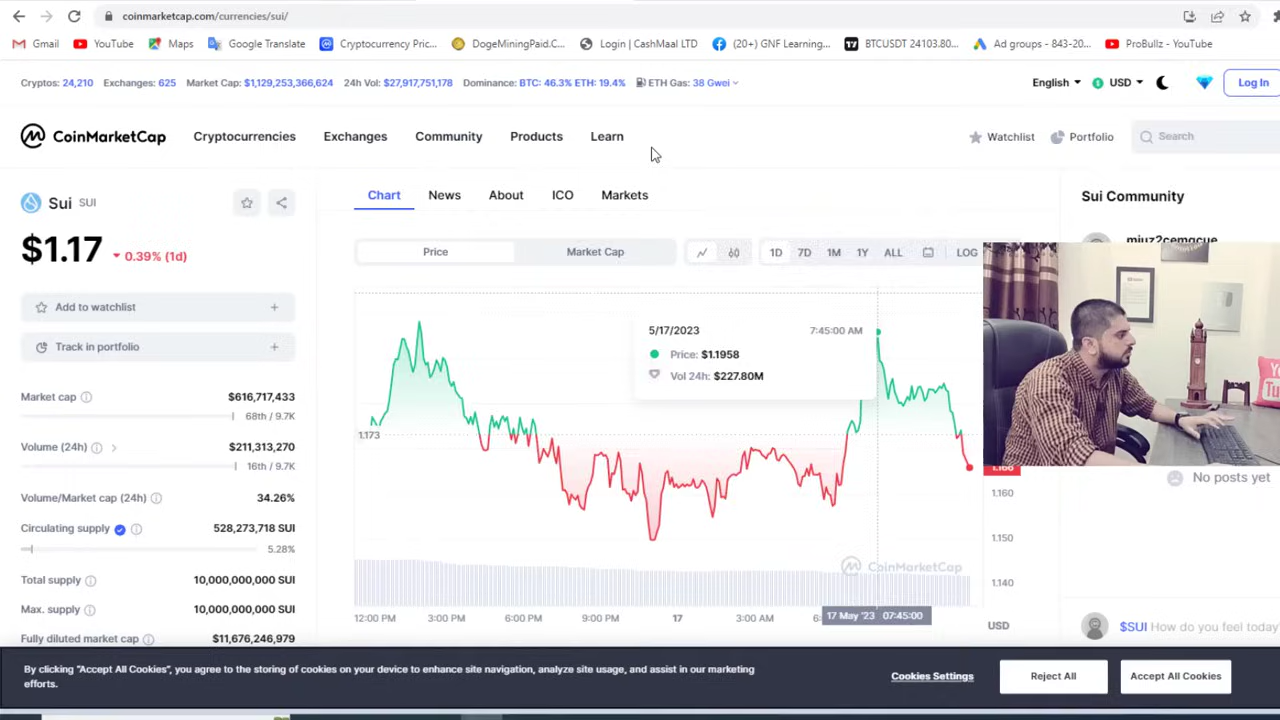 coinmarketcap.com/currencies/sui/
Gmail YouTube Maps Google Translate Cryptocurrency Pric... DogeMiningPaid.C... Login | CashMaal LTD (20+) GNF Learning... BTCUSDT 24103.80... Ad groups - 843-20... ProBullz - YouTube
Cryptos: 24,210 Exchanges: 625 Market Cap: $1,129,253,366,624 24h Vol: $27,917,751,178 Dominance: BTC: 46.3% ETH: 19.4% ETH Gas: 38 Gwei English USD Log In
CoinMarketCap Cryptocurrencies Exchanges Community Products Learn Watchlist Portfolio Search
Sui SUI
Chart News About ICO Markets
Sui Community
$1.17 0.39% (1d)
Price Market Cap 1D 7D 1M 1Y ALL LOG
miuz2cemqcue
Add to watchlist +
Track in portfolio +
5/17/2023 7:45:00 AM
Price: $1.1958
Vol 24h: $227.80M
Market cap $616,717,433
68th / 9.7K
Volume (24h) $211,313,270
16th / 9.7K
Volume/Market cap (24h) 34.26%
Circulating supply 528,273,718 SUI
5.28%
Total supply 10,000,000,000 SUI
Max. supply 10,000,000,000 SUI
Fully diluted market cap $11,676,246,979
1.173
1.166
1.160
1.150
1.140
USD
CoinMarketCap
12:00 PM 3:00 PM 6:00 PM 9:00 PM 17 3:00 AM 17 May '23 07:45:00
You
Tu
No posts yet
$SUI How do you feel today
By clicking "Accept All Cookies", you agree to the storing of cookies on your device to enhance site navigation, analyze site usage, and assist in our marketing
efforts.
Cookies Settings Reject All Accept All Cookies